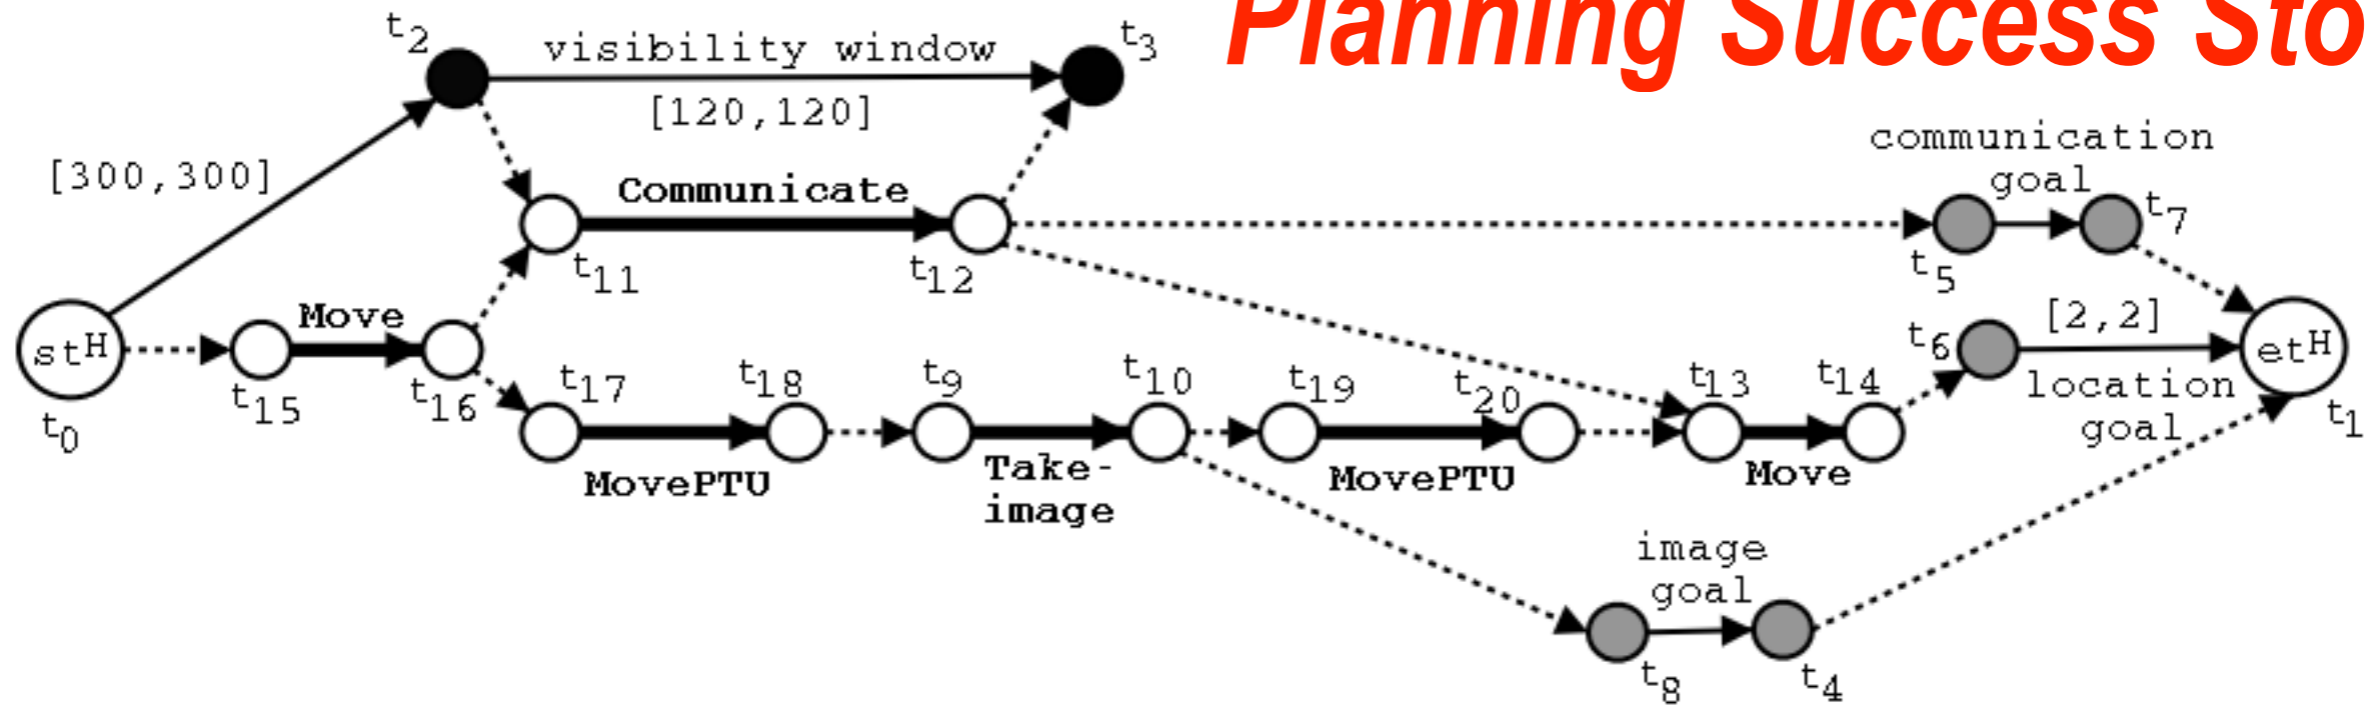 Planning Success Sto
t2
visibility window
t3
[120,120]
[300,300]
communication
goal
Communicate
t11
t12
t5
t7
stH
t0
Move
t15
t16
t17
t18
t9
t10
t19
t20
t13
t14
t6
[2,2]
etH
location
goal
t1
MovePTU
Take-
image
MovePTU
Move
image
goal
t8
t4